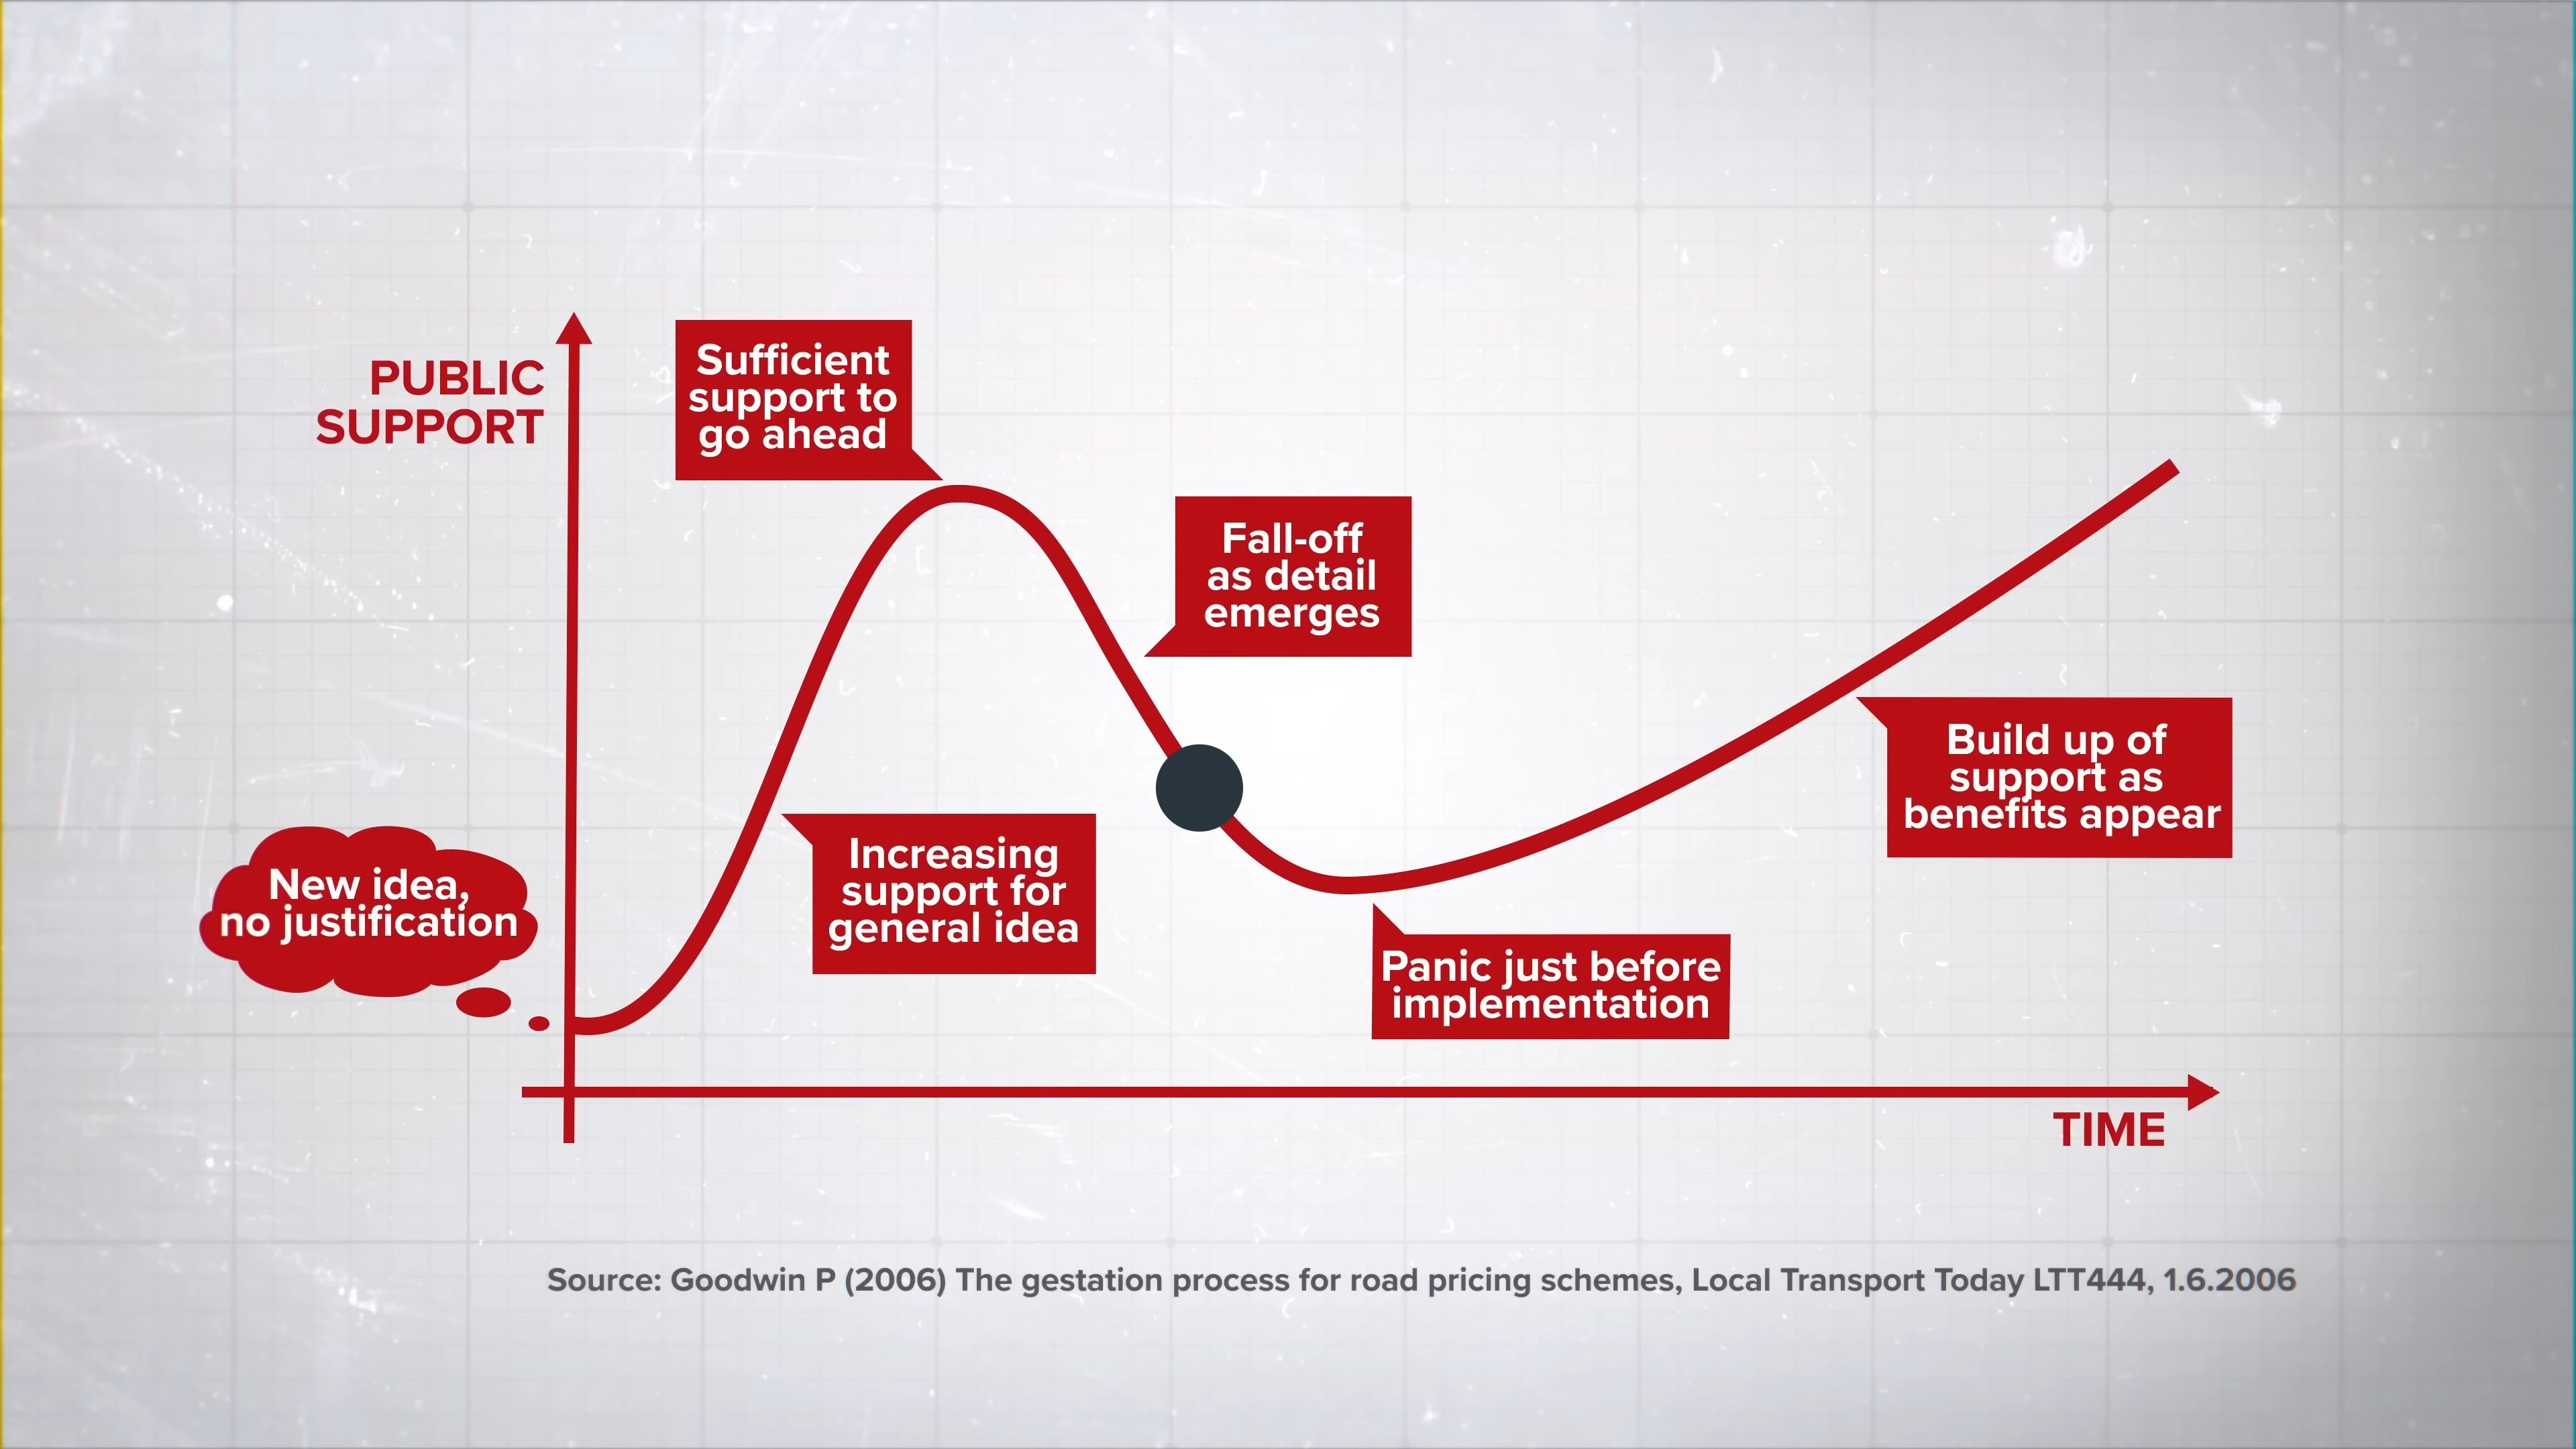 PUBLIC
SUPPORT
Sufficient
support to
go ahead
Fall-off
as detail
emerges
Build up of
support as
benefits appear
New idea,
no justification
Increasing
support for
general idea
Panic just before
implementation
TIME
Source: Goodwin P (2006) The gestation process for road pricing schemes, Local Transport Today LTT444, 1.6.2006